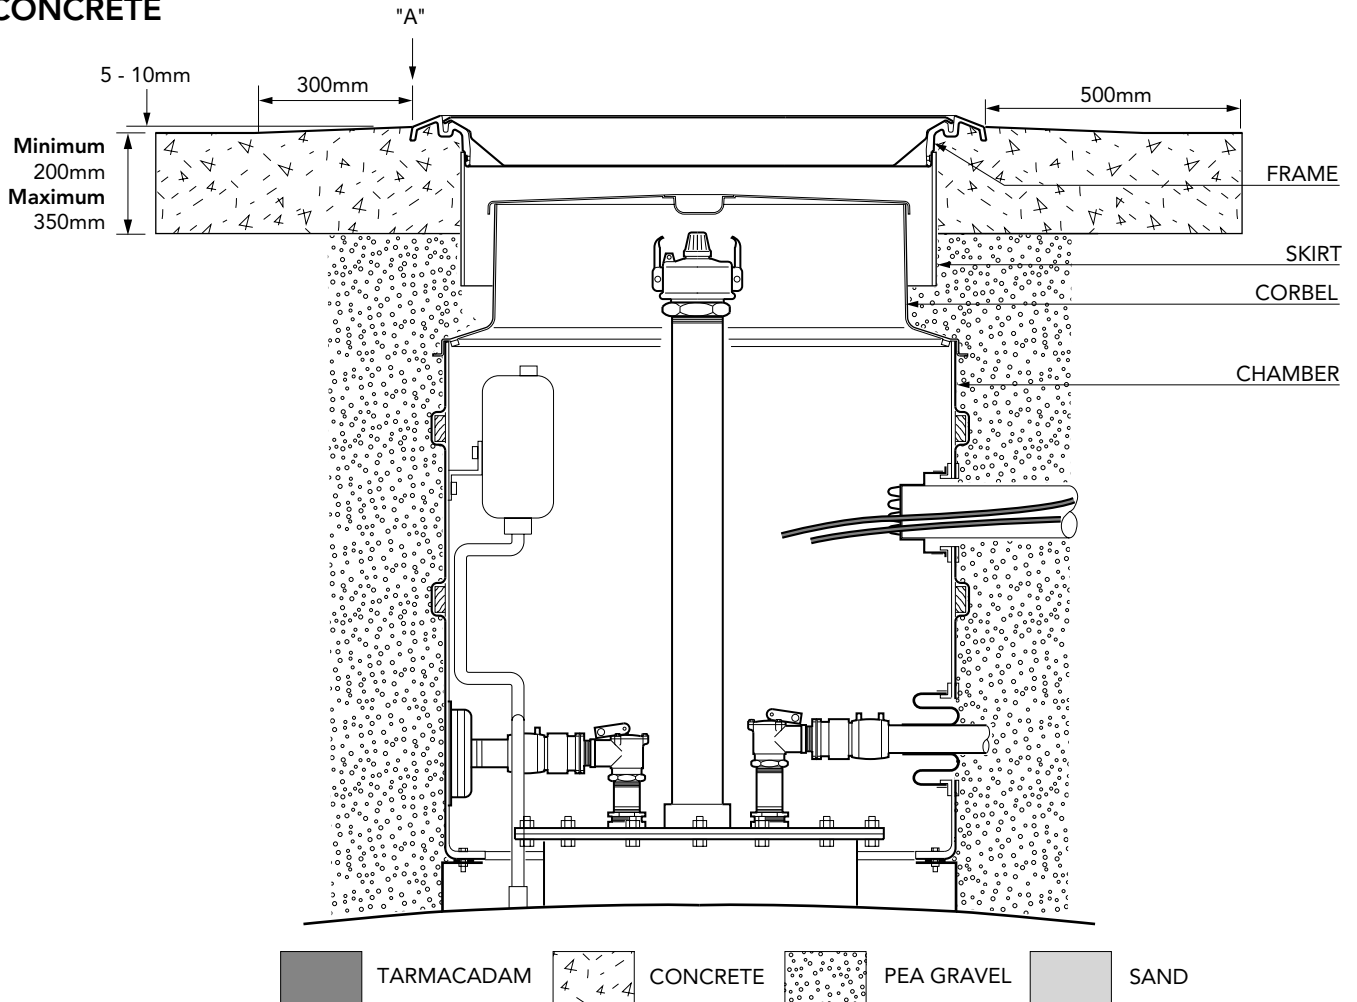 CONCRETE
"A"
5 - 10mm
300mm
500mm
Minimum
200mm
Maximum
350mm
FRAME
SKIRT
CORBEL
CHAMBER
TARMACADAM
CONCRETE
PEA GRAVEL
SAND